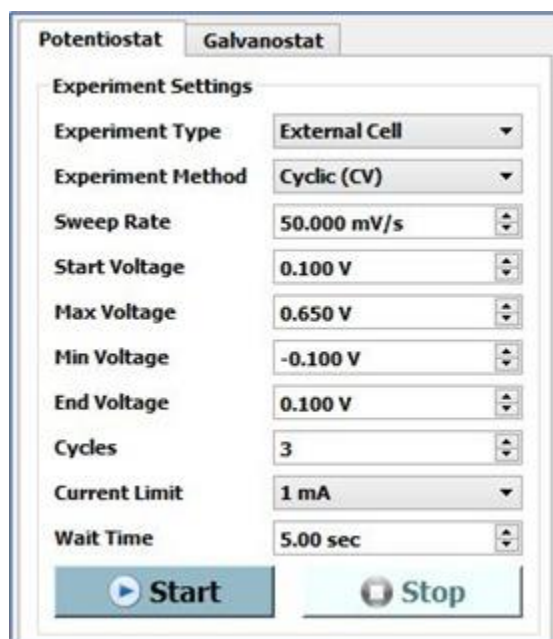 Potentiostat Galvanostat
Experiment Settings
Experiment Type External Cell
Experiment Method Cyclic (CV)
Sweep Rate 50.000 mV/s
Start Voltage 0.100 V
Max Voltage 0.650 V
Min Voltage -0.100 V
End Voltage 0.100 V
Cycles 3
Current Limit 1 mA
Wait Time 5.00 sec
Start Stop